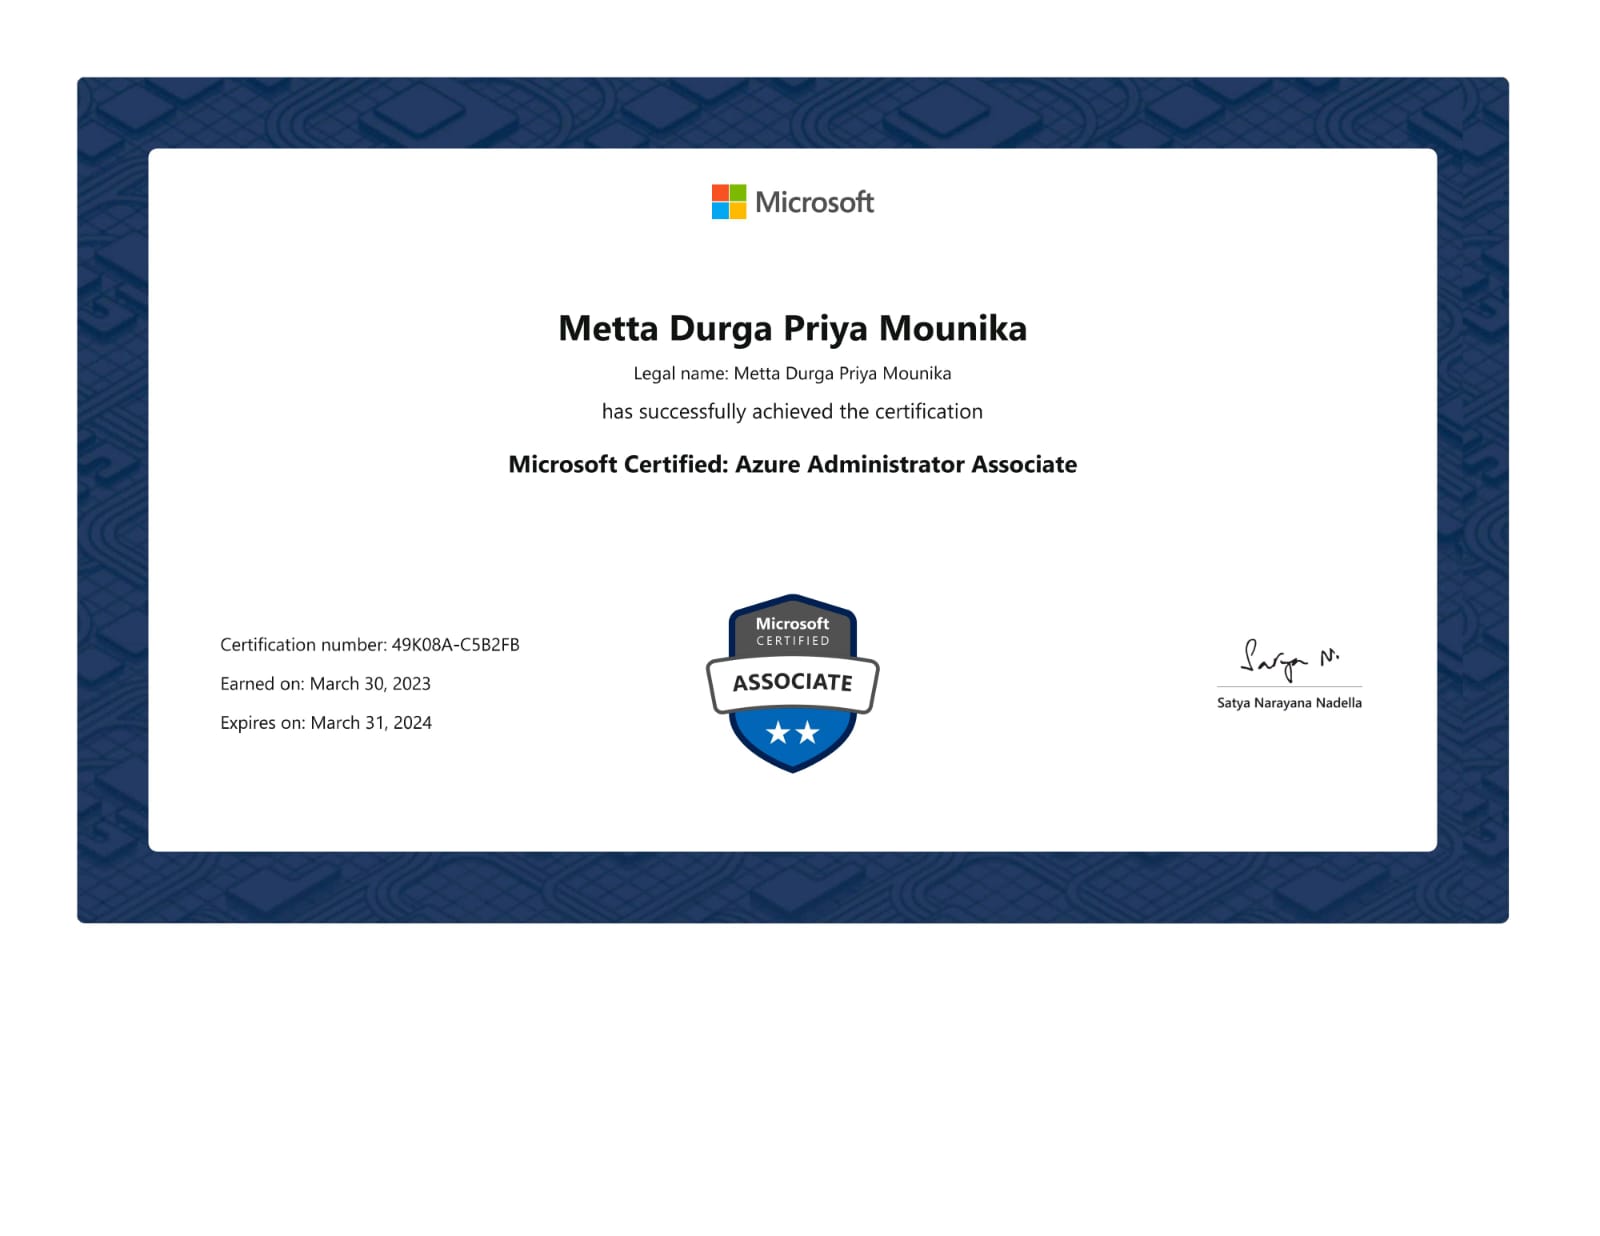 Microsoft
Metta Durga Priya Mounika
Legal name: Metta Durga Priya Mounika
has successfully achieved the certification
Microsoft Certified: Azure Administrator Associate
Certification number: 49K08A-C5B2FB
Earned on: March 30, 2023
Expires on: March 31, 2024
Microsoft
CERTIFIED
ASSOCIATE
Satya N.
Satya Narayana Nadella